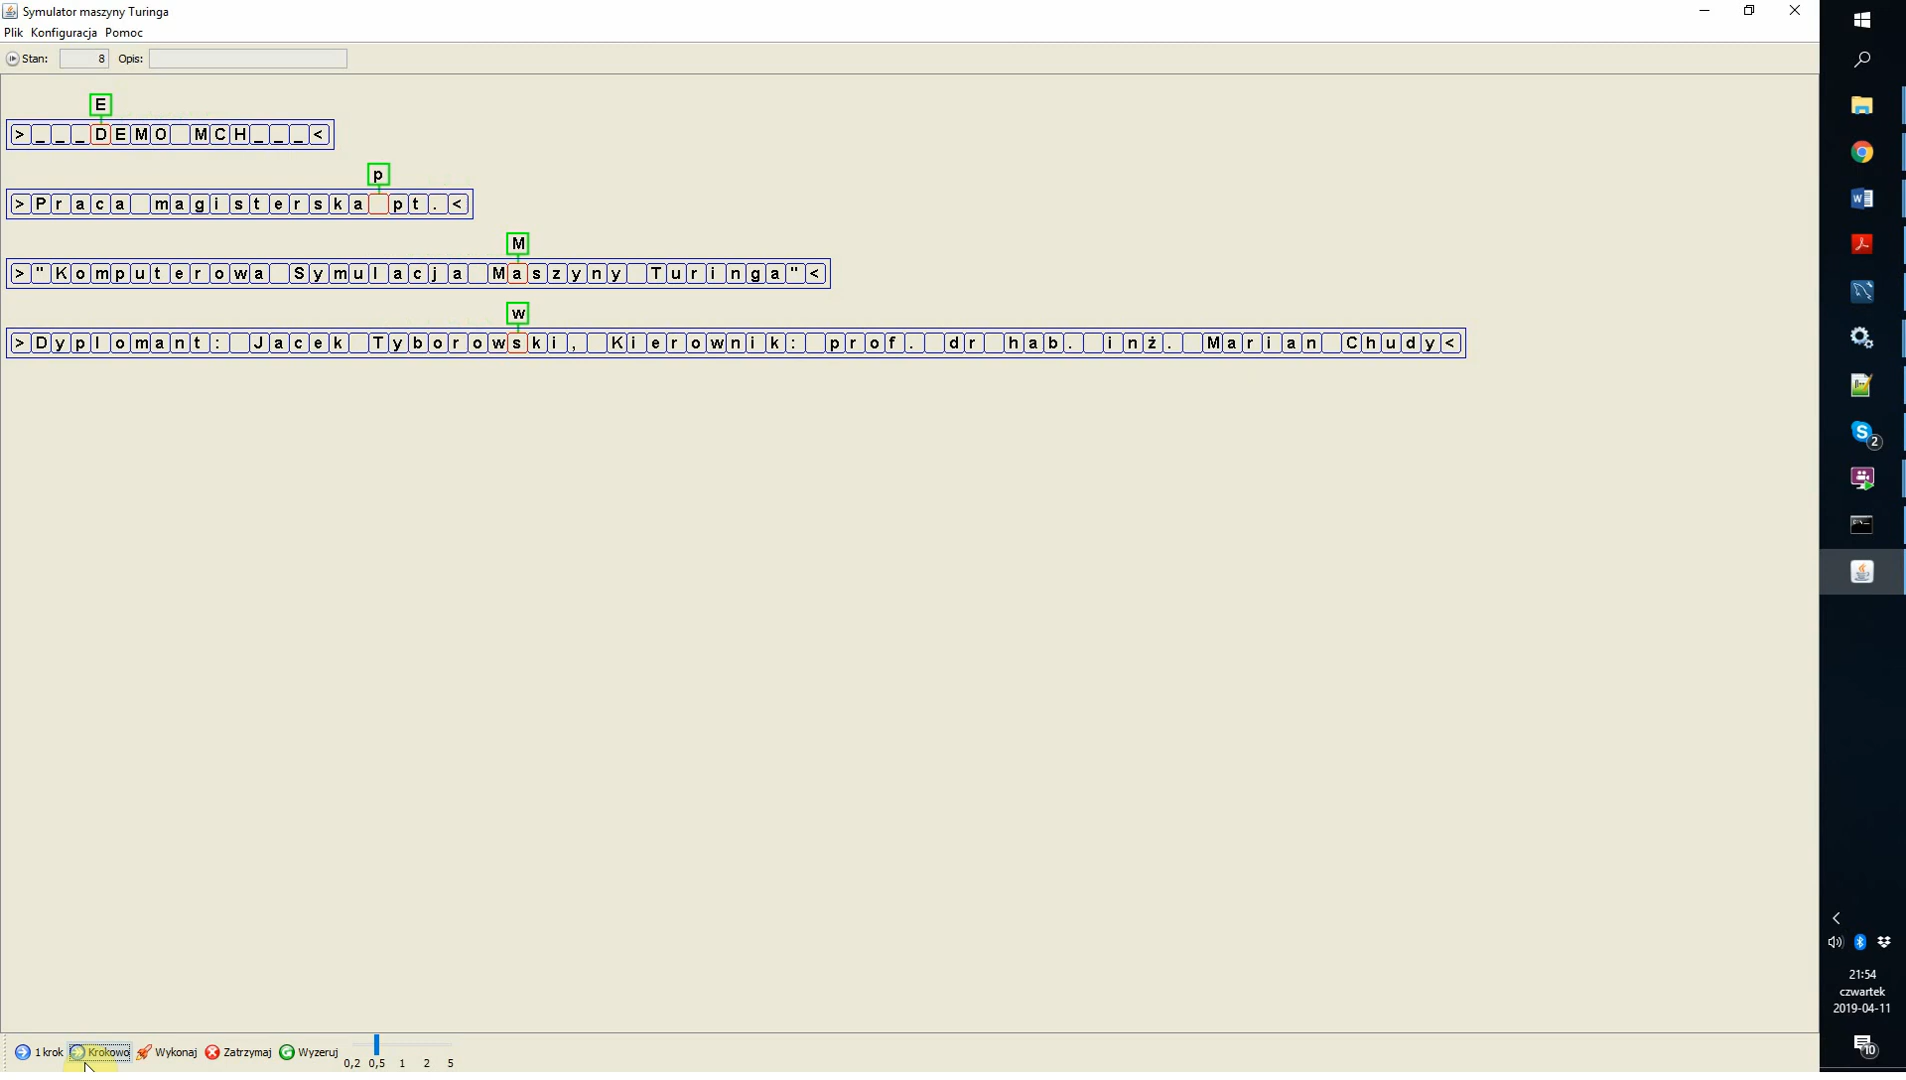 Symulator maszyny Turinga
Plik Konfiguracja Pomoc
Stan: 8 Opis:
E
>___DEMO MCH___<
p
>Praca magisterska pt.<
M
>"Komputerowa Symulacja Maszyny Turinga"<
w
>Dyplomant: Jacek Tyborowski, Kierownik: prof. dr hab. inż. Marian Chudy<
2
21:54
czwartek
2019-04-11
10
1 krok Krokowo Wykonaj Zatrzymaj Wyzeruj
0,2 0,5 1 2 5